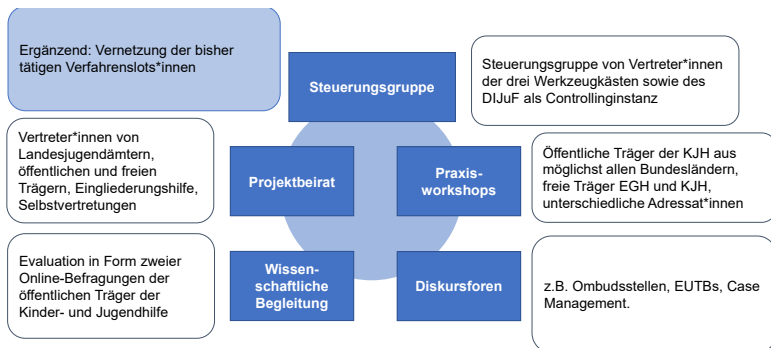 Ergänzend: Vernetzung der bisher
tätigen Verfahrenslots*innen
Steuerungsgruppe
Steuerungsgruppe von Vertreter*innen
der drei Werkzeugkästen sowie des
DIJuF als Controllinginstanz
Vertreter*innen von
Landesjugendämtern,
öffentlichen und freien
Trägern, Eingliederungshilfe,
Selbstvertretungen
Projektbeirat
Praxis-
workshops
Öffentliche Träger der KJH aus
möglichst allen Bundesländern,
freie Träger EGH und KJH,
unterschiedliche Adressat*innen
Evaluation in Form zweier
Online-Befragungen der
öffentlichen Träger der
Kinder- und Jugendhilfe
Wissen-
schaftliche
Begleitung
Diskursforen
z.B. Ombudsstellen, EUTBs, Case
Management.